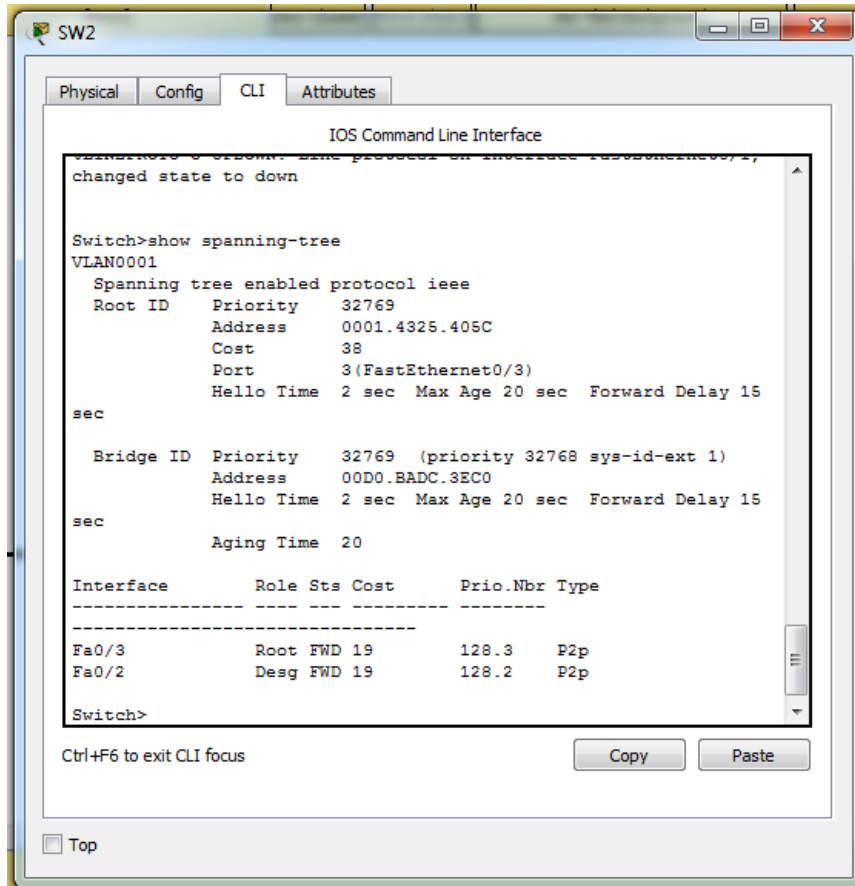 SW2
Physical Config CLI Attributes
IOS Command Line Interface
changed state to down
Switch>show spanning-tree
VLAN0001
Spanning tree enabled protocol ieee
Root ID Priority 32769
Address 0001.4325.405C
Cost 38
Port 3(FastEthernet0/3)
Hello Time 2 sec Max Age 20 sec Forward Delay 15
sec
Bridge ID Priority 32769 (priority 32768 sys-id-ext 1)
Address 00D0.BADC.3EC0
Hello Time 2 sec Max Age 20 sec Forward Delay 15
sec
Aging Time 20
Interface Role Sts Cost Prio.Nbr Type
---------------- ---- --- --------- --------
--------------------------------
Fa0/3 Root FWD 19 128.3 P2p
Fa0/2 Desg FWD 19 128.2 P2p
Switch>
Ctrl+F6 to exit CLI focus
Copy Paste
Top